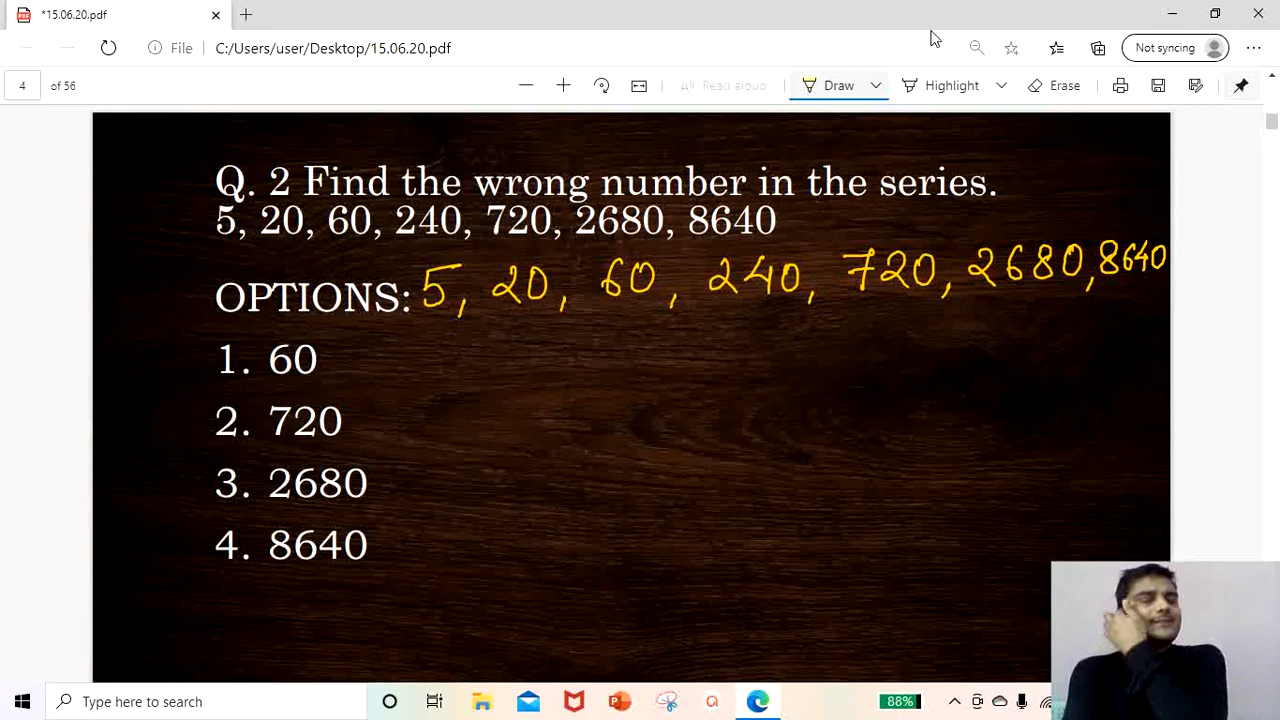 *15.06.20.pdf
File C:/Users/user/Desktop/15.06.20.pdf Not syncing
4 of 56 Read aloud Draw Highlight Erase
Q. 2 Find the wrong number in the series.
5, 20, 60, 240, 720, 2680, 8640
5, 20, 60, 240, 720, 2680, 8640
OPTIONS:
1. 60
2. 720
3. 2680
4. 8640
Type here to search 88%